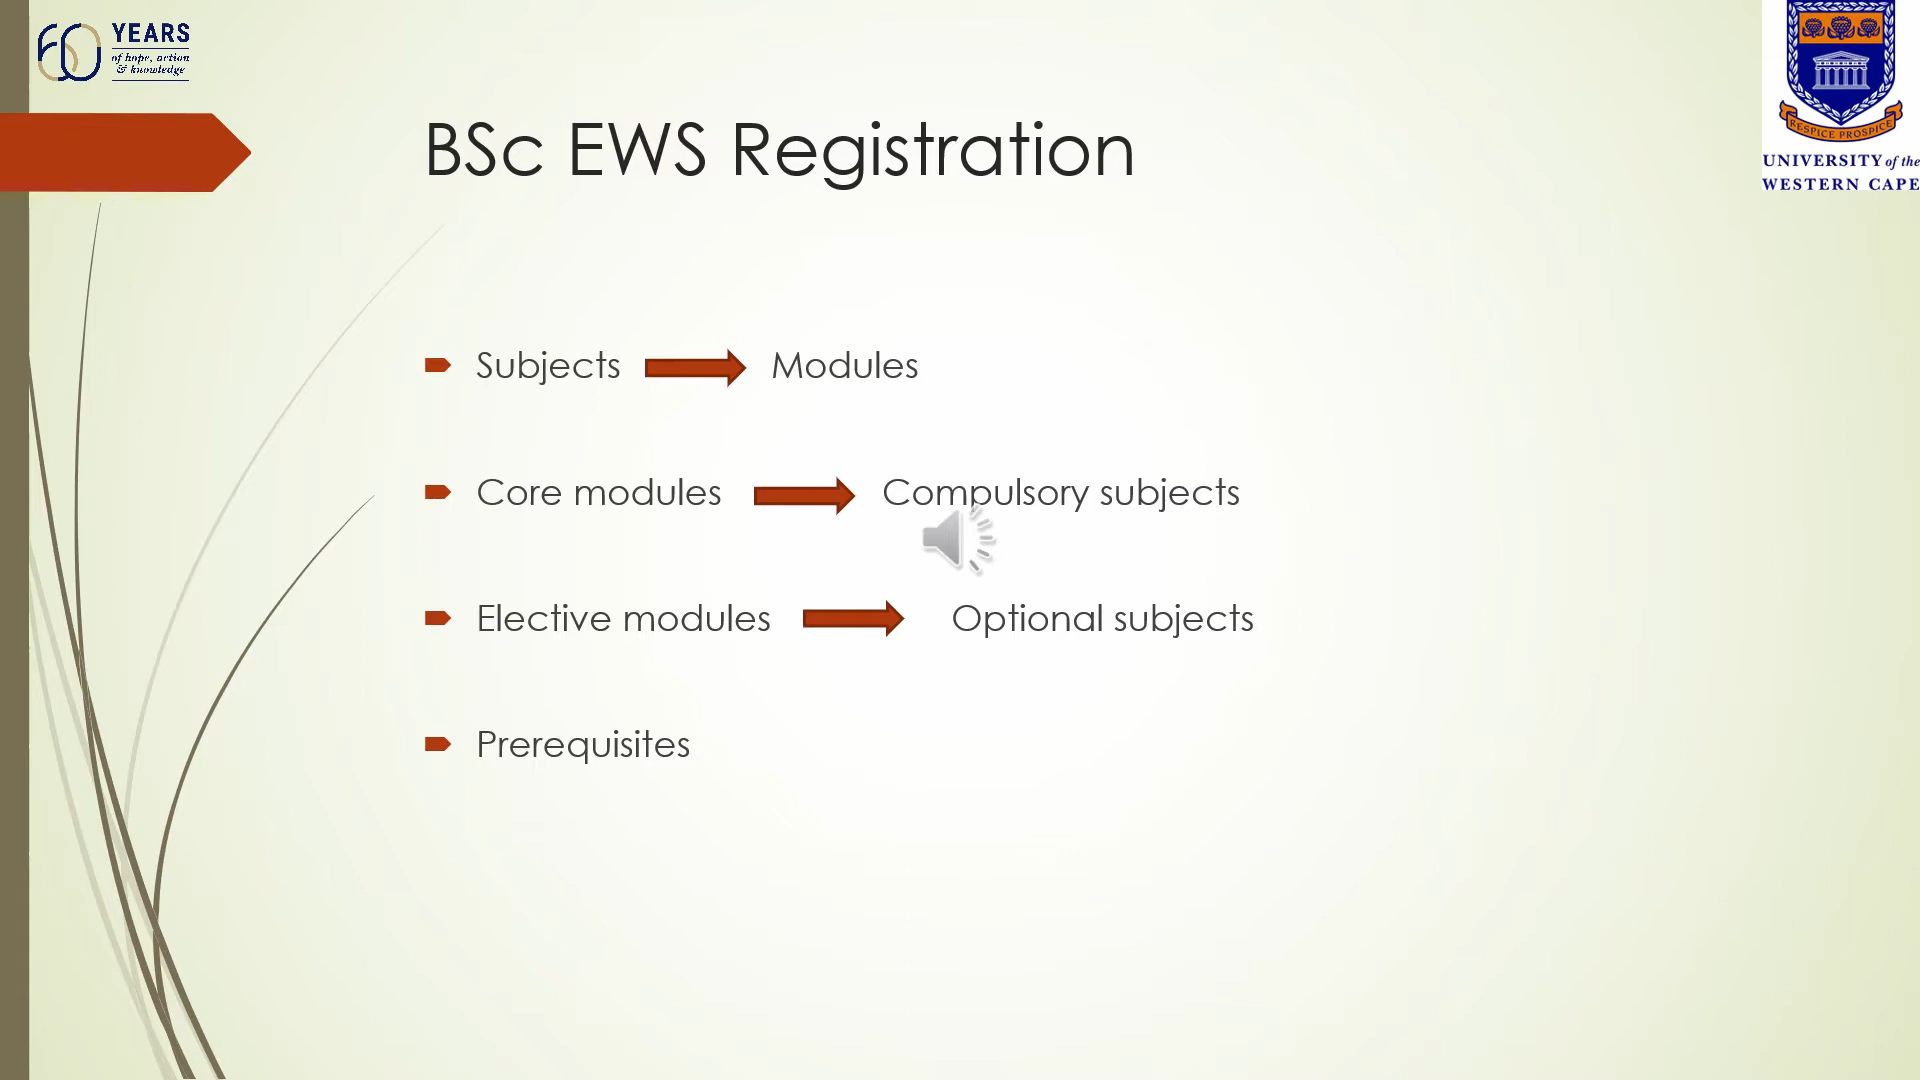 60 YEARS
of hope, action
& knowledge
RESPICE PROSPICE
UNIVERSITY of the
WESTERN CAPE
BSc EWS Registration
Subjects Modules
Core modules Compulsory subjects
Elective modules Optional subjects
Prerequisites